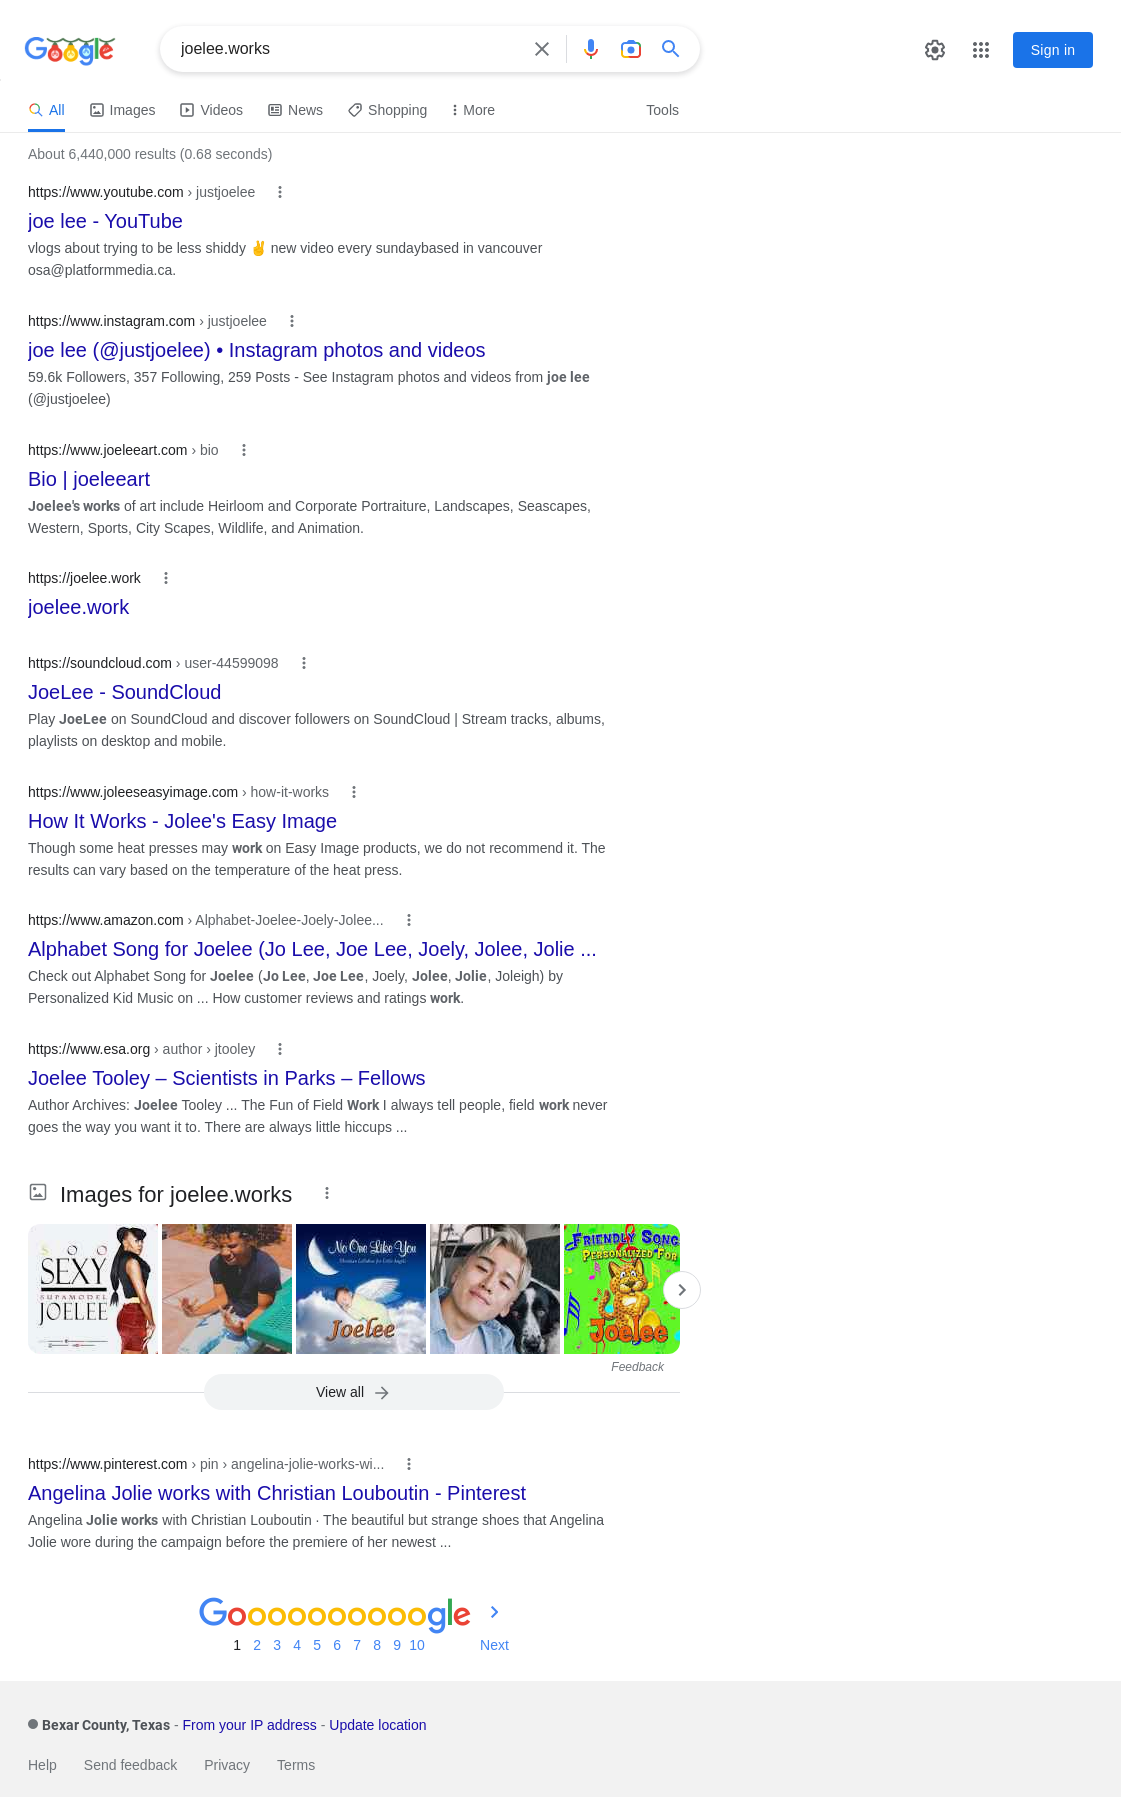 Google
joelee.works
Sign in
All Images Videos News Shopping More Tools
About 6,440,000 results (0.68 seconds)
https://www.youtube.com › justjoelee
joe lee - YouTube
vlogs about trying to be less shiddy ✌️ new video every sundaybased in vancouver
osa@platformmedia.ca.
https://www.instagram.com › justjoelee
joe lee (@justjoelee) • Instagram photos and videos
59.6k Followers, 357 Following, 259 Posts - See Instagram photos and videos from joe lee
(@justjoelee)
https://www.joeleeart.com › bio
Bio | joeleeart
Joelee's works of art include Heirloom and Corporate Portraiture, Landscapes, Seascapes,
Western, Sports, City Scapes, Wildlife, and Animation.
https://joelee.work
joelee.work
https://soundcloud.com › user-44599098
JoeLee - SoundCloud
Play JoeLee on SoundCloud and discover followers on SoundCloud | Stream tracks, albums,
playlists on desktop and mobile.
https://www.joleeseasyimage.com › how-it-works
How It Works - Jolee's Easy Image
Though some heat presses may work on Easy Image products, we do not recommend it. The
results can vary based on the temperature of the heat press.
https://www.amazon.com › Alphabet-Joelee-Joely-Jolee...
Alphabet Song for Joelee (Jo Lee, Joe Lee, Joely, Jolee, Jolie ...
Check out Alphabet Song for Joelee (Jo Lee, Joe Lee, Joely, Jolee, Jolie, Joleigh) by
Personalized Kid Music on ... How customer reviews and ratings work.
https://www.esa.org › author › jtooley
Joelee Tooley – Scientists in Parks – Fellows
Author Archives: Joelee Tooley ... The Fun of Field Work I always tell people, field work never
goes the way you want it to. There are always little hiccups ...
Images for joelee.works
SOO
SEXY
SUPAMODEL
JOELEE
No One Like You
Christian Lullabies for Little Angels
Joelee
FRIENDLY SONG
PERSONALIZED FOR
Joelee
Feedback
View all
https://www.pinterest.com › pin › angelina-jolie-works-wi...
Angelina Jolie works with Christian Louboutin - Pinterest
Angelina Jolie works with Christian Louboutin · The beautiful but strange shoes that Angelina
Jolie wore during the campaign before the premiere of her newest ...
Goooooooooogle
1 2 3 4 5 6 7 8 9 10 Next
Bexar County, Texas - From your IP address - Update location
Help Send feedback Privacy Terms